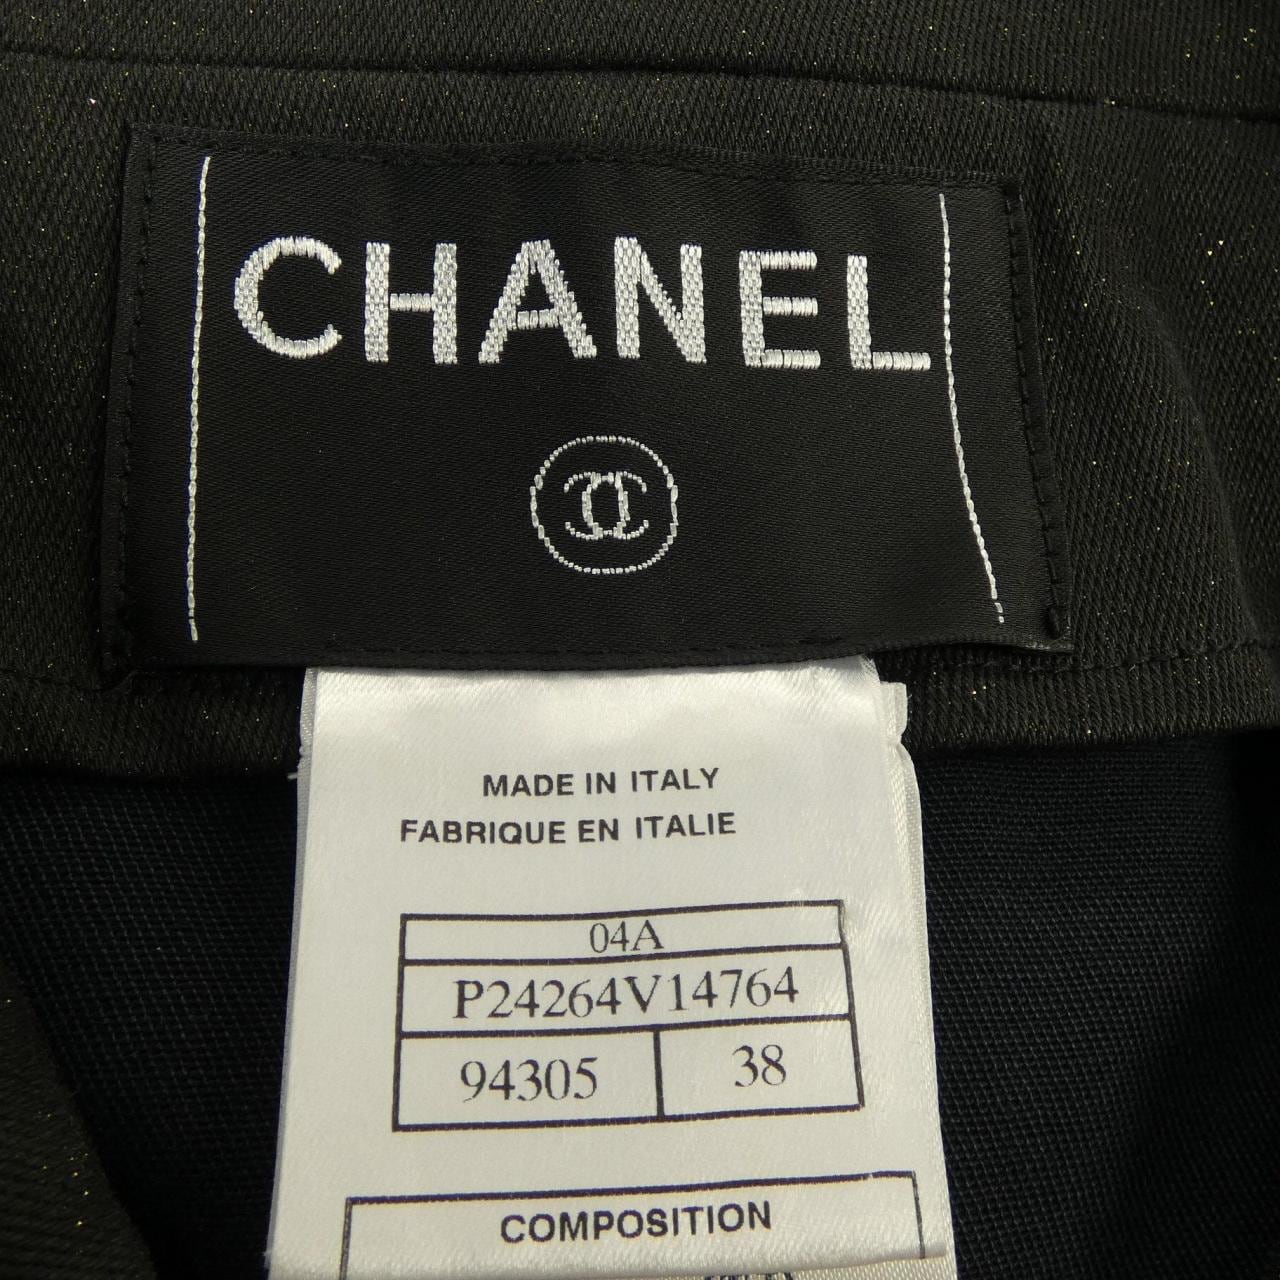 CHANEL
MADE IN ITALY
FABRIQUE EN ITALIE
04A
P24264V14764
94305 38
COMPOSITION